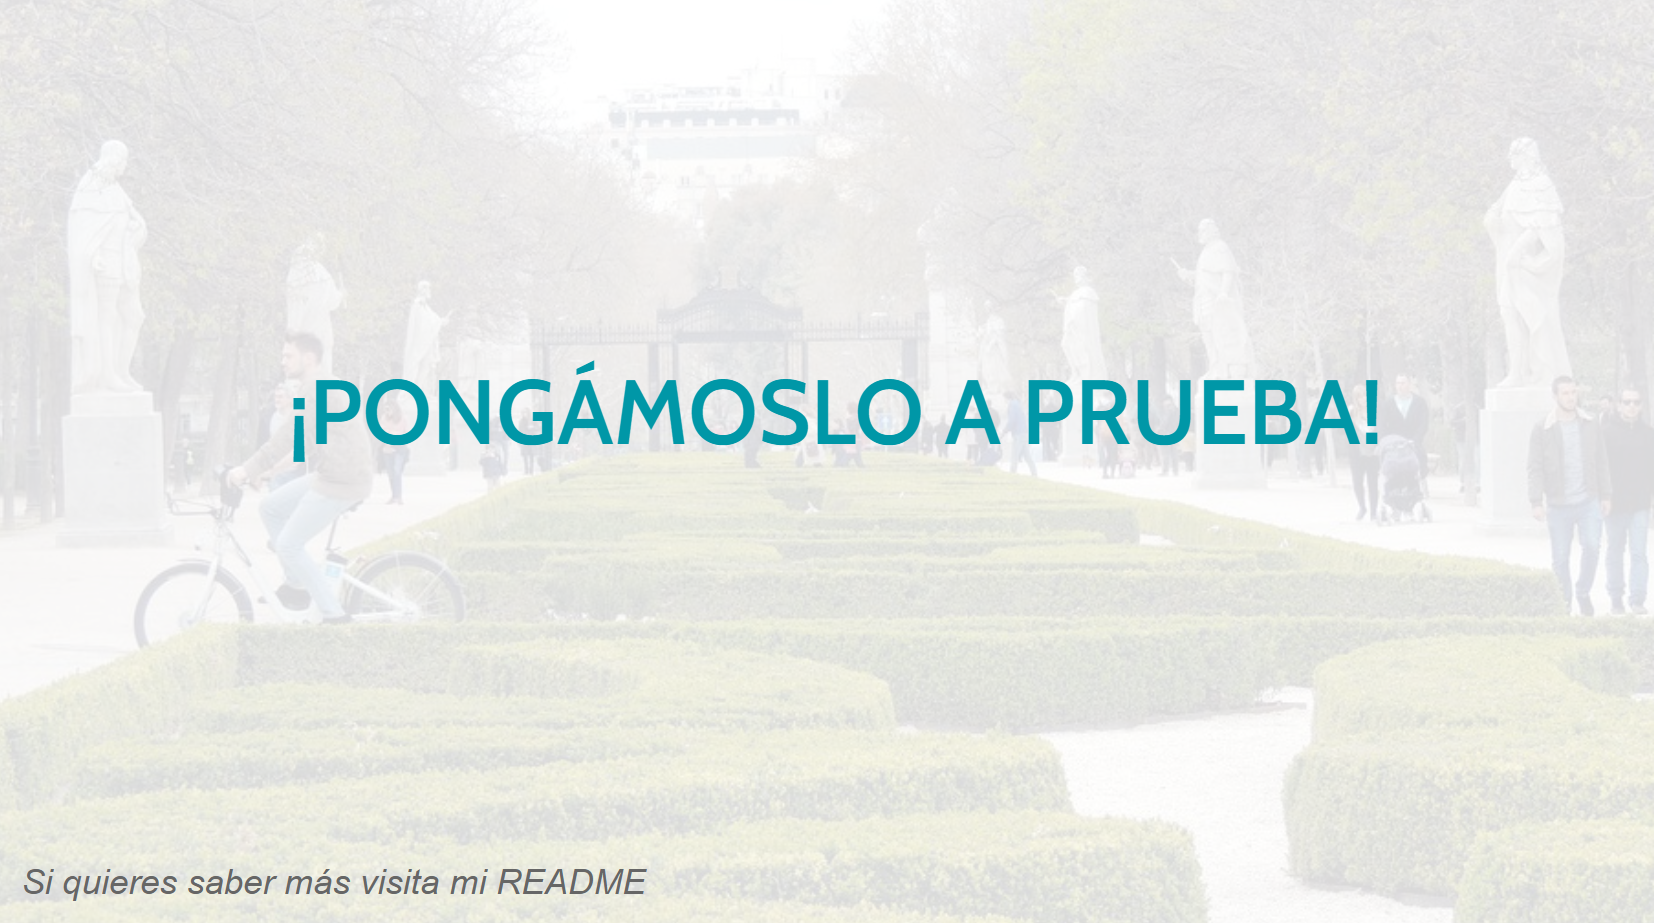 ¡PONGÁMOSLO A PRUEBA!
Si quieres saber más visita mi README